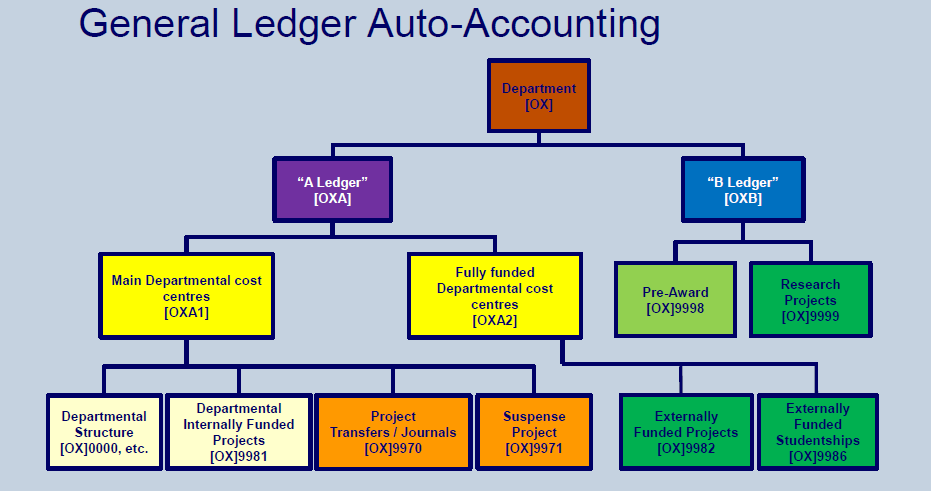 General Ledger Auto-Accounting
Department
[OX]
“A Ledger”
[OXA]
“B Ledger”
[OXB]
Main Departmental cost
centres
[OXA1]
Fully funded
Departmental cost
centres
[OXA2]
Pre-Award
[OX]9998
Research
Projects
[OX]9999
Departmental
Structure
[OX]0000, etc.
Departmental
Internally Funded
Projects
[OX]9981
Project
Transfers / Journals
[OX]9970
Suspense
Project
[OX]9971
Externally
Funded Projects
[OX]9982
Externally
Funded
Studentships
[OX]9986